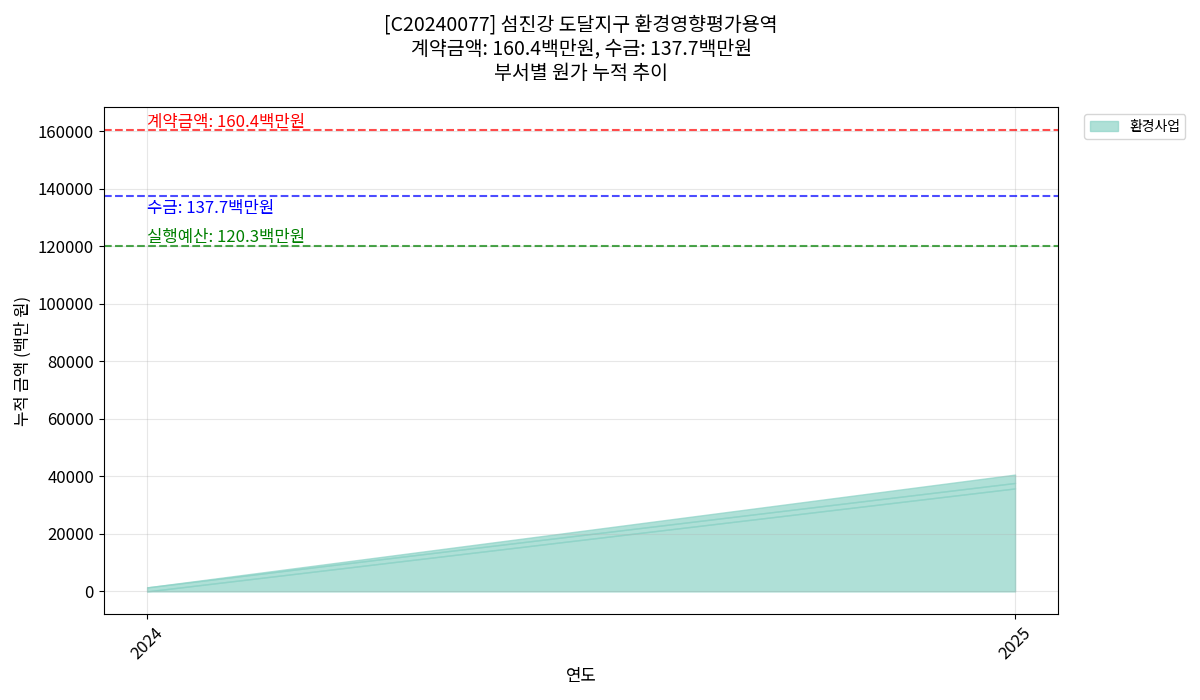 [C20240077] 섬진강 도달지구 환경영향평가용역
계약금액: 160.4백만원, 수금: 137.7백만원
부서별 원가 누적 추이
환경사업
계약금액: 160.4백만원
수금: 137.7백만원
실행예산: 120.3백만원
누적 금액 (백만 원)
160000
140000
120000
100000
80000
60000
40000
20000
0
2024
2025
연도